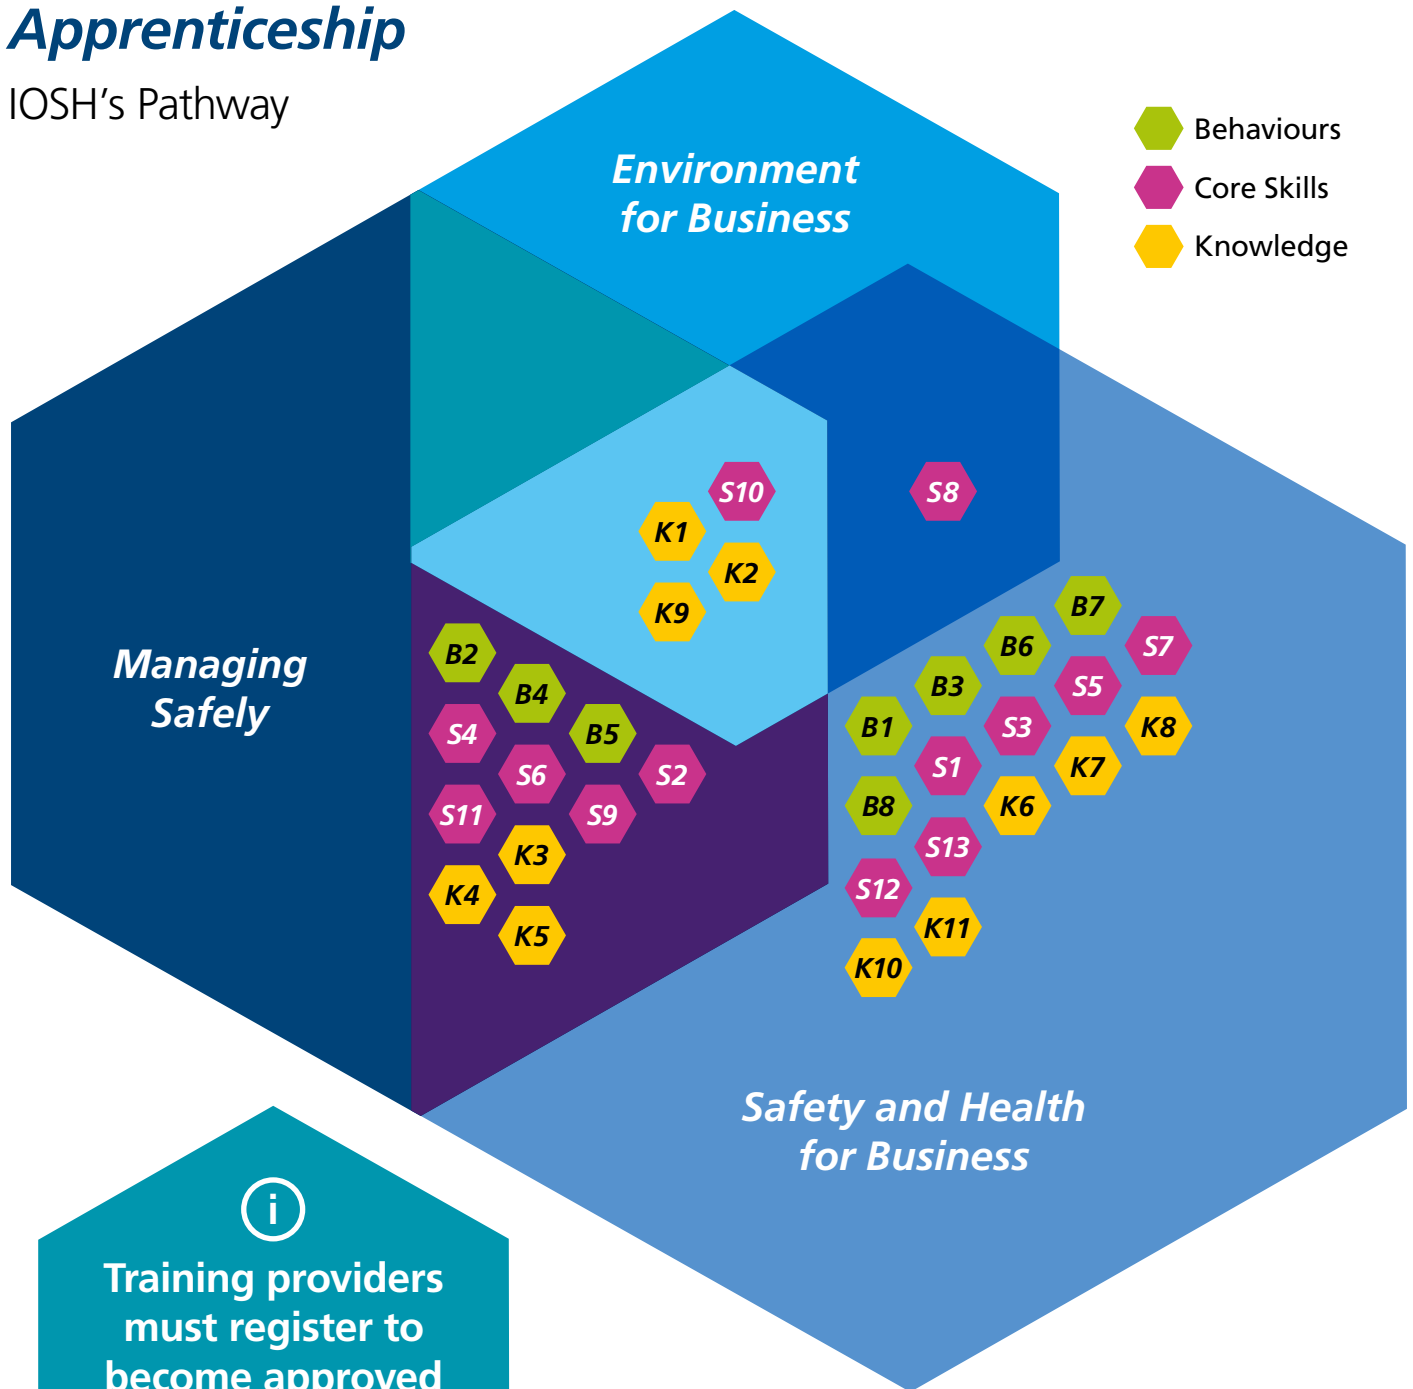 Apprenticeship
IOSH's Pathway
Behaviours
Core Skills
Knowledge
Environment
for Business
S10
K1
K2
K9
S8
Managing
Safely
B2
B4
B5
S4
S6
S2
S11
S9
K3
K4
K5
B7
B6
S7
B3
S5
B1
S3
K8
S1
K7
B8
K6
S13
S12
K11
K10
Safety and Health
for Business
i
Training providers
must register to
become approved